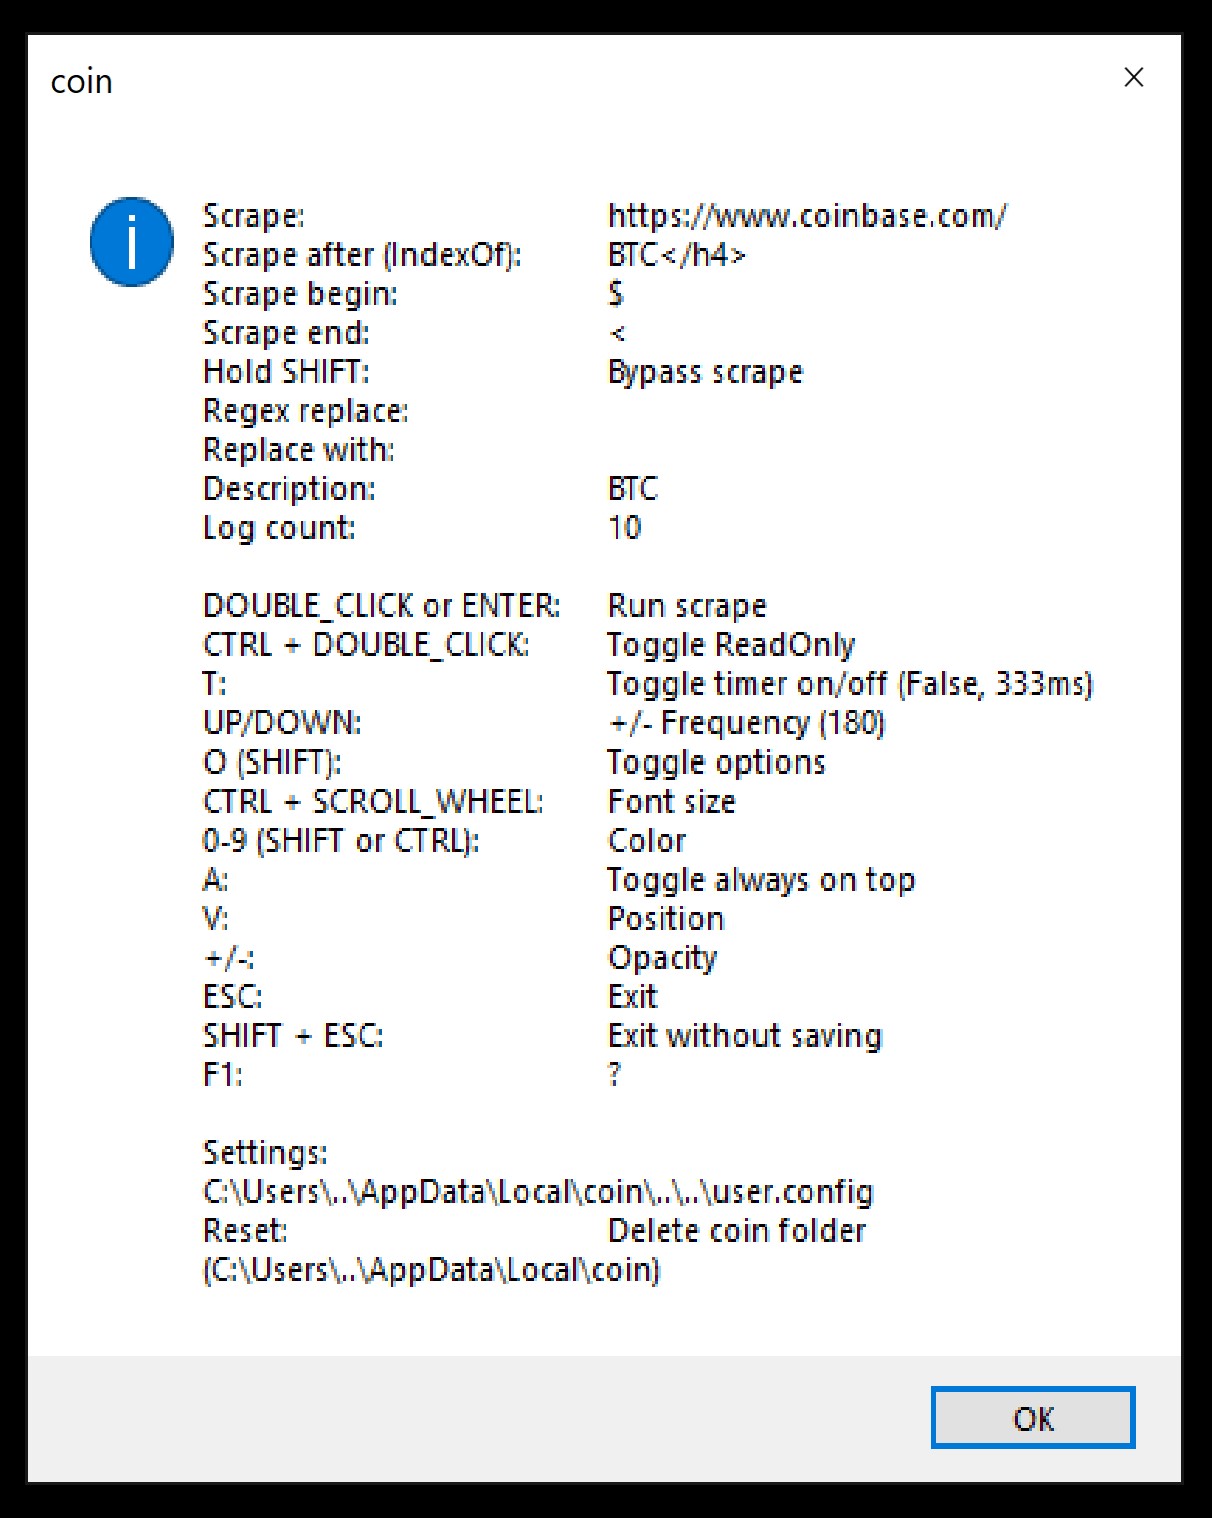 coin
Scrape: https://www.coinbase.com/
Scrape after (IndexOf): BTC</h4>
Scrape begin: $
Scrape end: <
Hold SHIFT: Bypass scrape
Regex replace:
Replace with:
Description: BTC
Log count: 10
DOUBLE_CLICK or ENTER: Run scrape
CTRL + DOUBLE_CLICK: Toggle ReadOnly
T: Toggle timer on/off (False, 333ms)
UP/DOWN: +/- Frequency (180)
O (SHIFT): Toggle options
CTRL + SCROLL_WHEEL: Font size
0-9 (SHIFT or CTRL): Color
A: Toggle always on top
V: Position
+/-: Opacity
ESC: Exit
SHIFT + ESC: Exit without saving
F1: ?
Settings:
C:\Users\..\AppData\Local\coin\..\..\user.config
Reset: Delete coin folder
(C:\Users\..\AppData\Local\coin)
OK